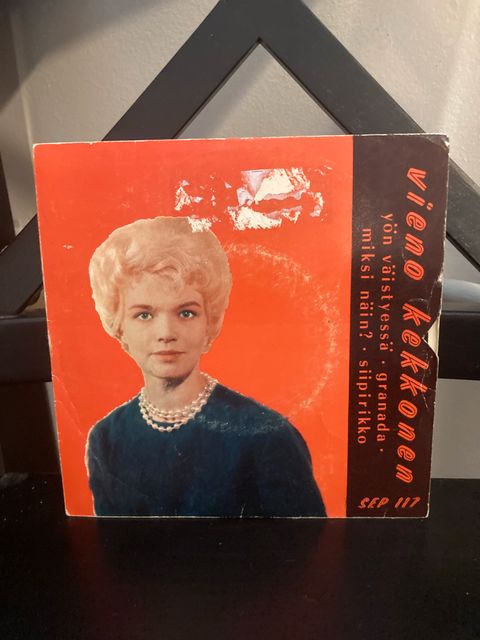 vieno kekkonen
yön väistyessä · granada ·
miksi näin? · siipirikko
SEP 117